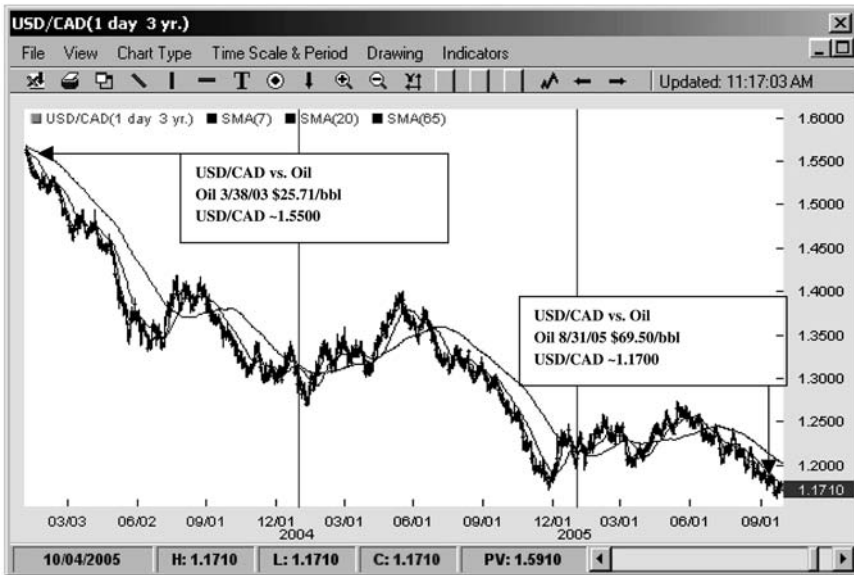 USD/CAD(1 day 3 yr.)
File View Chart Type Time Scale & Period Drawing Indicators
T Updated: 11:17:03 AM
USD/CAD(1 day 3 yr.) SMA(7) SMA(20) SMA(65)
1.6000
1.5500
1.5000
1.4500
1.4000
1.3500
1.3000
1.2500
1.2000
1.1710
USD/CAD vs. Oil
Oil 3/38/03 $25.71/bbl
USD/CAD ~1.5500
USD/CAD vs. Oil
Oil 8/31/05 $69.50/bbl
USD/CAD ~1.1700
03/03 06/02 09/01 12/01 03/01 06/01 09/01 12/01 03/01 06/01 09/01
2004 2005
10/04/2005 H: 1.1710 L: 1.1710 C: 1.1710 PV: 1.5910